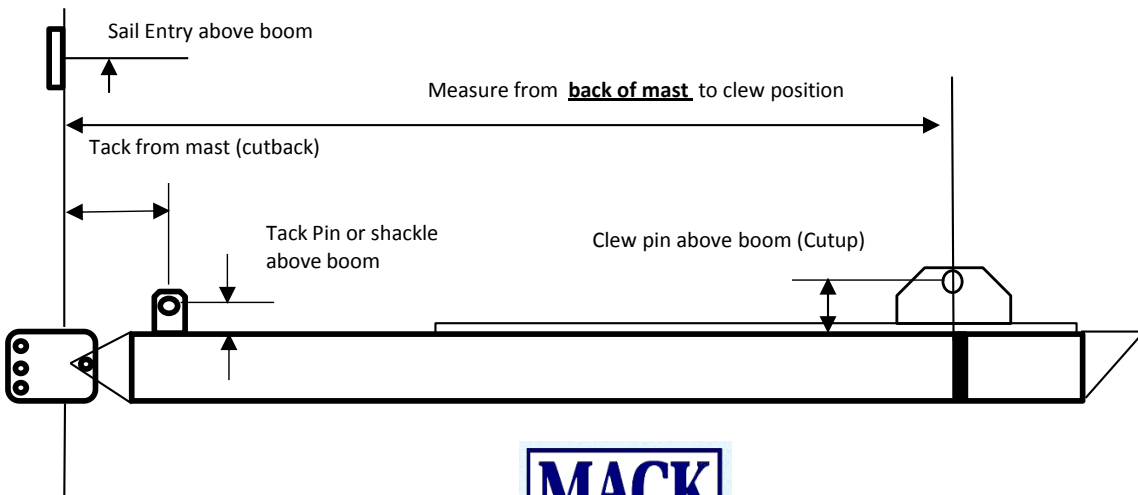 Sail Entry above boom
Measure from back of mast to clew position
Tack from mast (cutback)
Tack Pin or shackle
above boom
Clew pin above boom (Cutup)
MACK